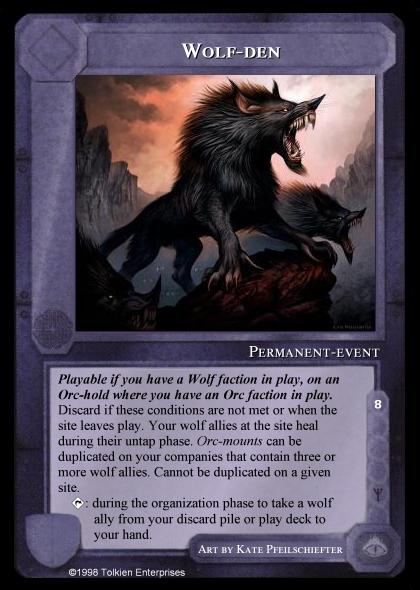 WOLF-DEN
Kate Pfeilschiefter
PERMANENT-EVENT
Playable if you have a Wolf faction in play, on an
Orc-hold where you have an Orc faction in play.
Discard if these conditions are not met or when the
site leaves play. Your wolf allies at the site heal
during their untap phase. Orc-mounts can be
duplicated on your companies that contain three or
more wolf allies. Cannot be duplicated on a given
site.
: during the organization phase to take a wolf
ally from your discard pile or play deck to
your hand.
8
ART BY KATE PFEILSCHIEFTER
©1998 Tolkien Enterprises